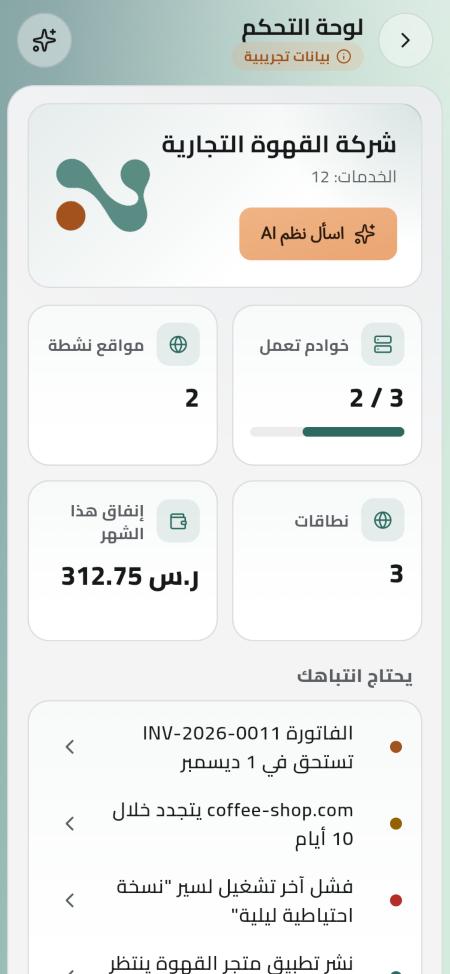 لوحة التحكم
بيانات تجريبية
شركة القهوة التجارية
الخدمات: 12
اسأل نظم AI
خوادم تعمل
2 / 3
مواقع نشطة
2
نطاقات
3
إنفاق هذا
الشهر
ر.س 312.75
يحتاج انتباهك
الفاتورة INV-2026-0011
تستحق في 1 ديسمبر
coffee-shop.com يتجدد خلال
10 أيام
فشل آخر تشغيل لسير "نسخة
احتياطية ليلية"
نشر تطبيق متجر القهوة ينتظر